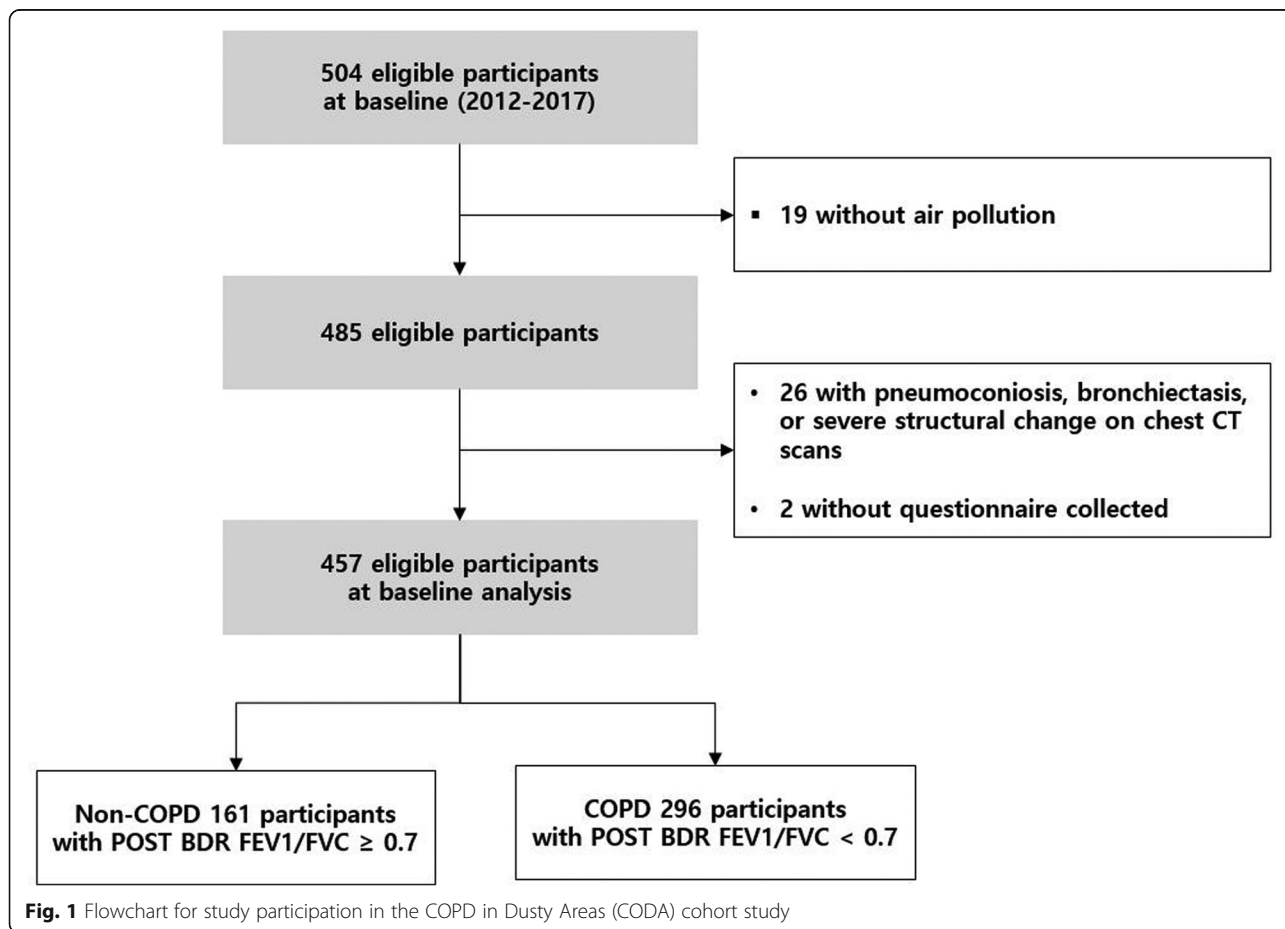 504 eligible participants
at baseline (2012-2017)
▪ 19 without air pollution
485 eligible participants
• 26 with pneumoconiosis, bronchiectasis,
or severe structural change on chest CT
scans
• 2 without questionnaire collected
457 eligible participants
at baseline analysis
Non-COPD 161 participants
with POST BDR FEV1/FVC ≥ 0.7
COPD 296 participants
with POST BDR FEV1/FVC < 0.7
Fig. 1 Flowchart for study participation in the COPD in Dusty Areas (CODA) cohort study